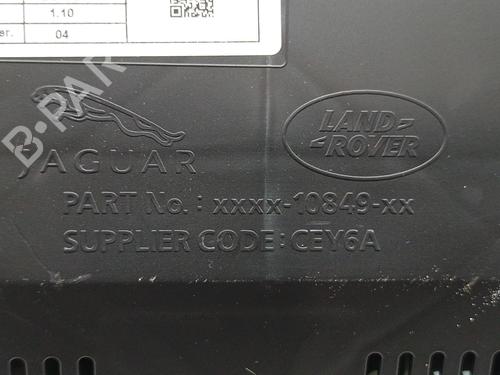 1.10
er. 04
B-PAR
JAGUAR
LAND-
-ROVER
PART No.: xxxx-10849-xx
SUPPLIER CODE:CEY6A